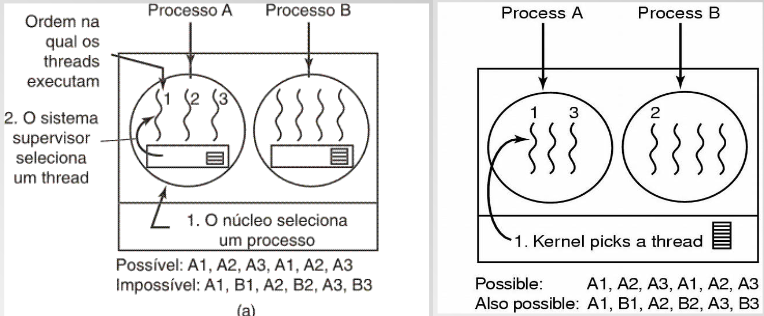 Processo A
Processo B
Ordem na
qual os
threads
executam
1 2 3
2. O sistema
supervisor
seleciona
um thread
1. O núcleo seleciona
um processo
Possível: A1, A2, A3, A1, A2, A3
Impossível: A1, B1, A2, B2, A3, B3
(a)
Process A
Process B
1 3
2
1. Kernel picks a thread
Possible: A1, A2, A3, A1, A2, A3
Also possible: A1, B1, A2, B2, A3, B3